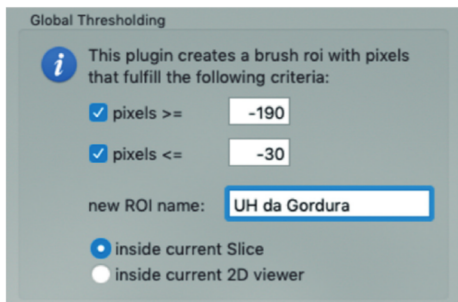 Global Thresholding
This plugin creates a brush roi with pixels
that fulfill the following criteria:
pixels >= -190
pixels <= -30
new ROI name: UH da Gordura
inside current Slice
inside current 2D viewer